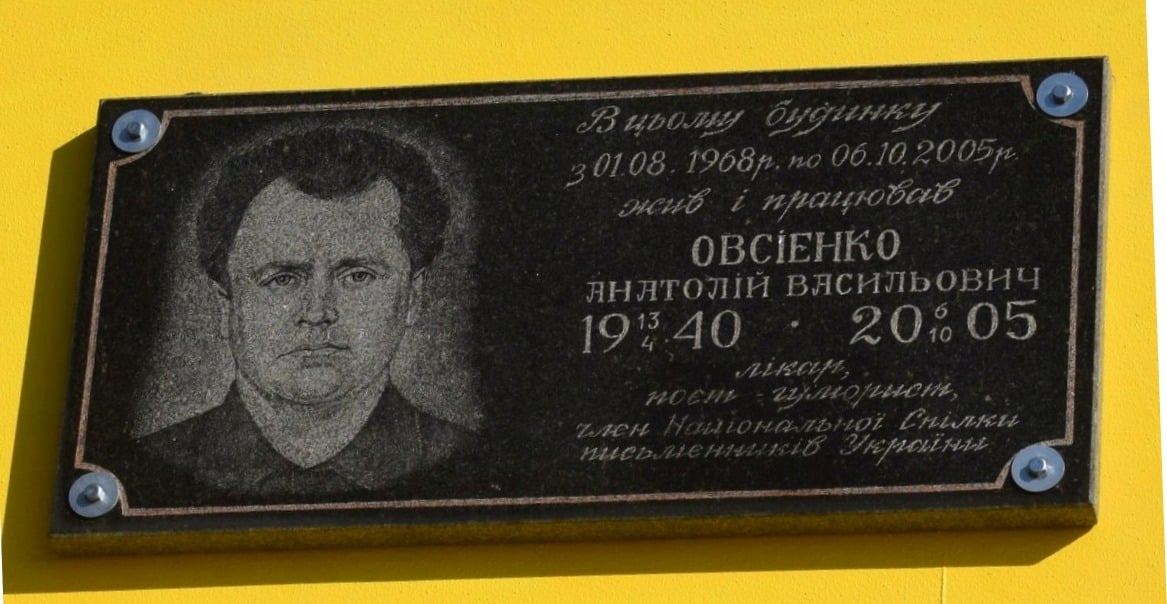 В цьому будинку
з 01.08.1968р. по 06.10.2005р.
жив і працював
ОВСІЕНКО
АНАТОЛІЙ ВАСИЛЬОВИЧ
19 13/4 40 · 20 6/10 05
лікар,
поет - гуморист,
член Національної Спілки
письменників України